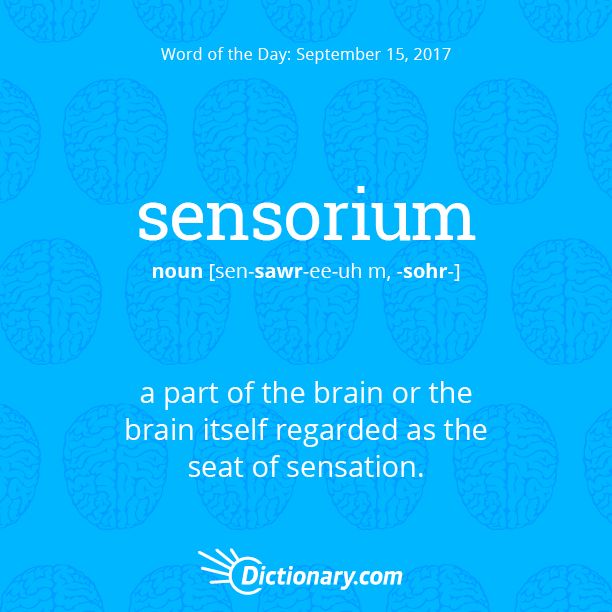 Word of the Day: September 15, 2017
sensorium
noun [sen-sawr-ee-uh m, -sohr-]
a part of the brain or the
brain itself regarded as the
seat of sensation.
Dictionary.com